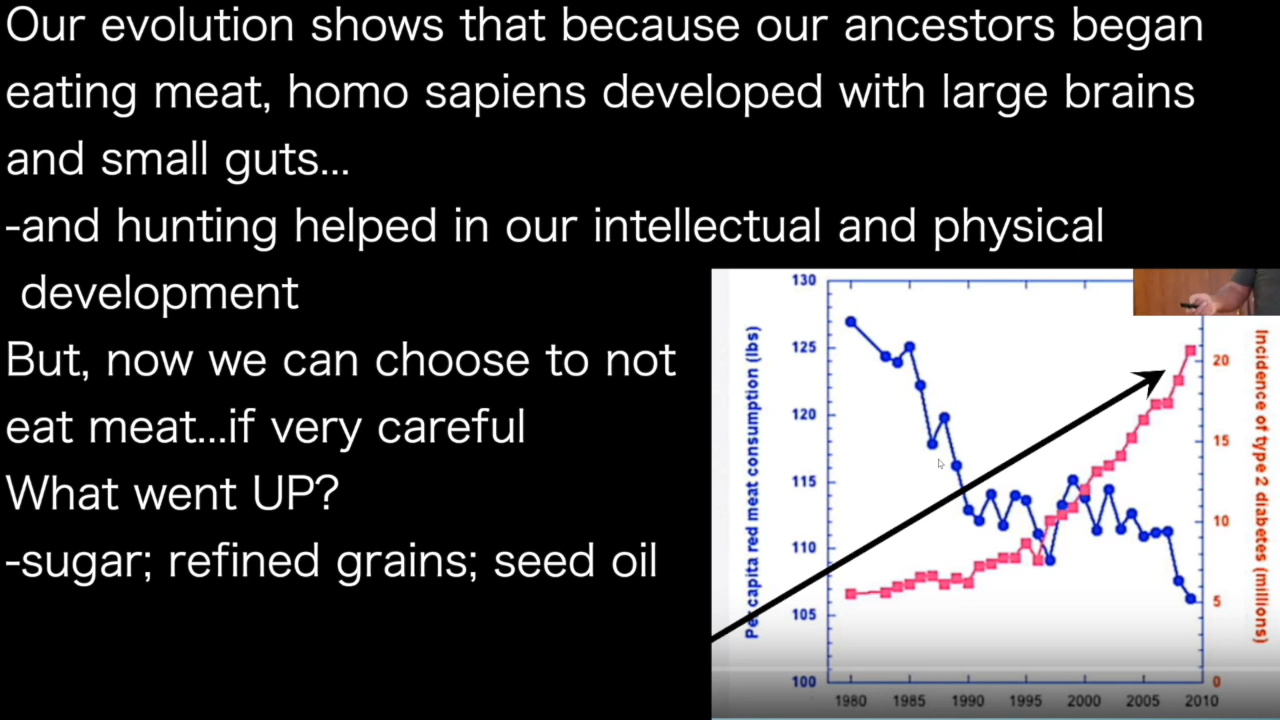 Our evolution shows that because our ancestors began
eating meat, homo sapiens developed with large brains
and small guts...
-and hunting helped in our intellectual and physical
development
But, now we can choose to not
eat meat...if very careful
What went UP?
-sugar; refined grains; seed oil
Per capita red meat consumption (lbs)
130
125
120
115
110
105
100
1980
1985
1990
1995
2000
2005
2010
20
15
10
5
0
Incidence of type 2 diabetes (millions)